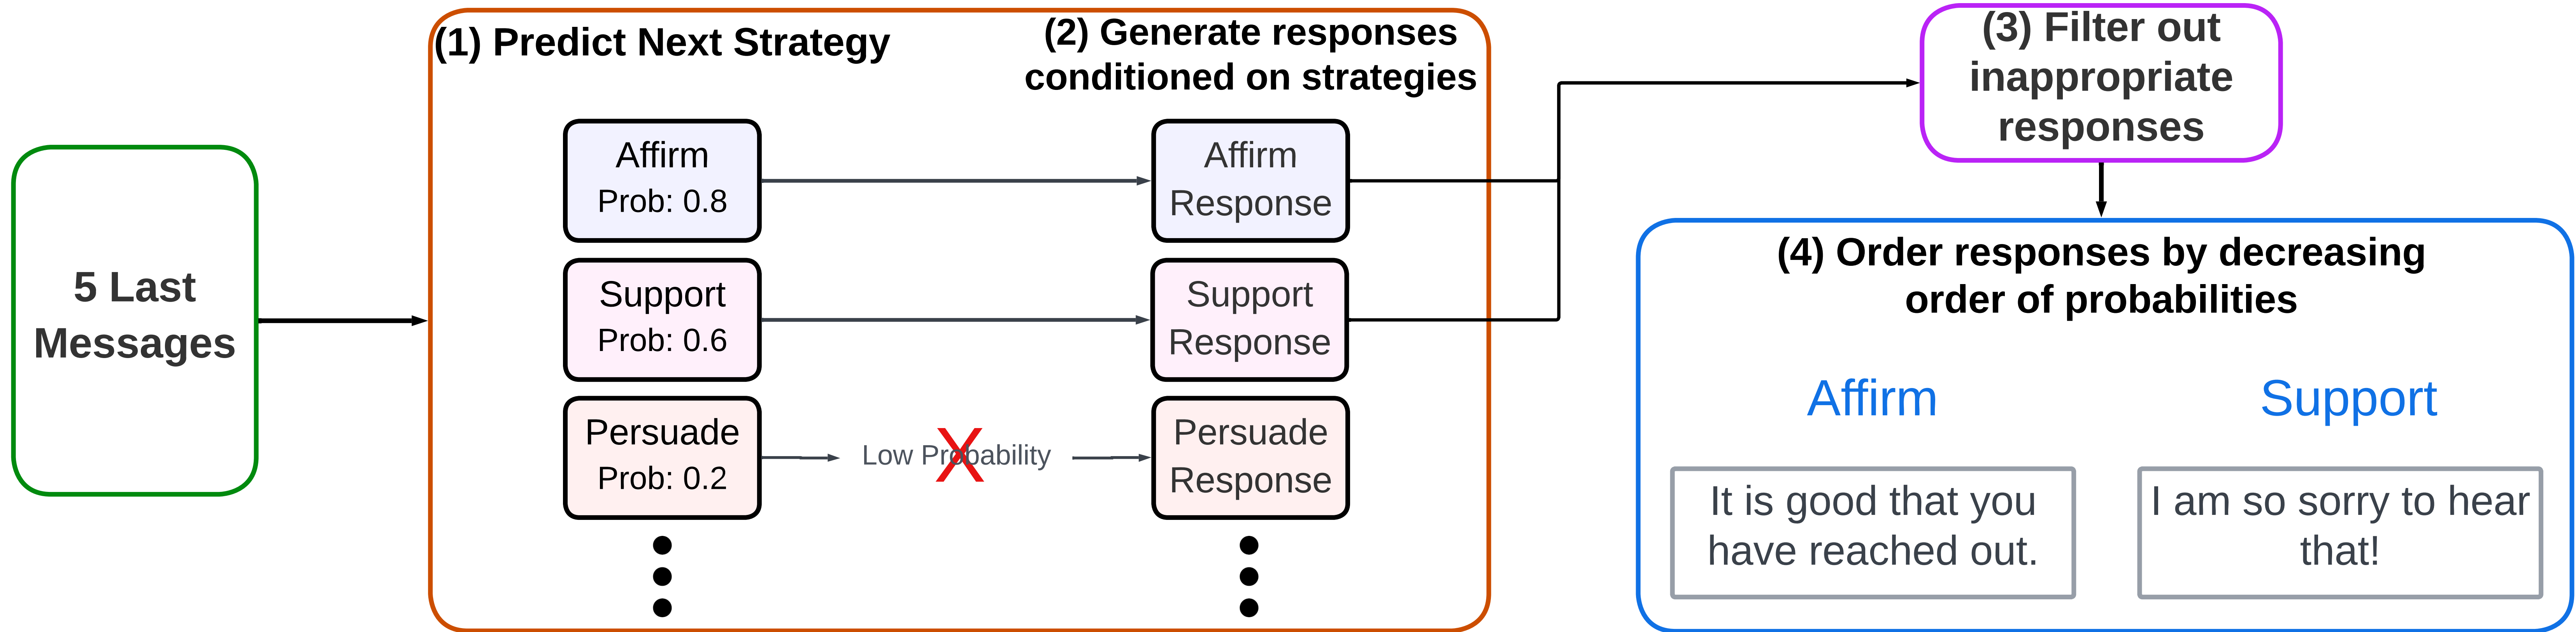 5 Last
Messages
(1) Predict Next Strategy
(2) Generate responses
conditioned on strategies
Affirm
Prob: 0.8
Affirm
Response
Support
Prob: 0.6
Support
Response
Persuade
Prob: 0.2
Low Probability
X
Persuade
Response
(3) Filter out
inappropriate
responses
(4) Order responses by decreasing
order of probabilities
Affirm
Support
It is good that you
have reached out.
I am so sorry to hear
that!